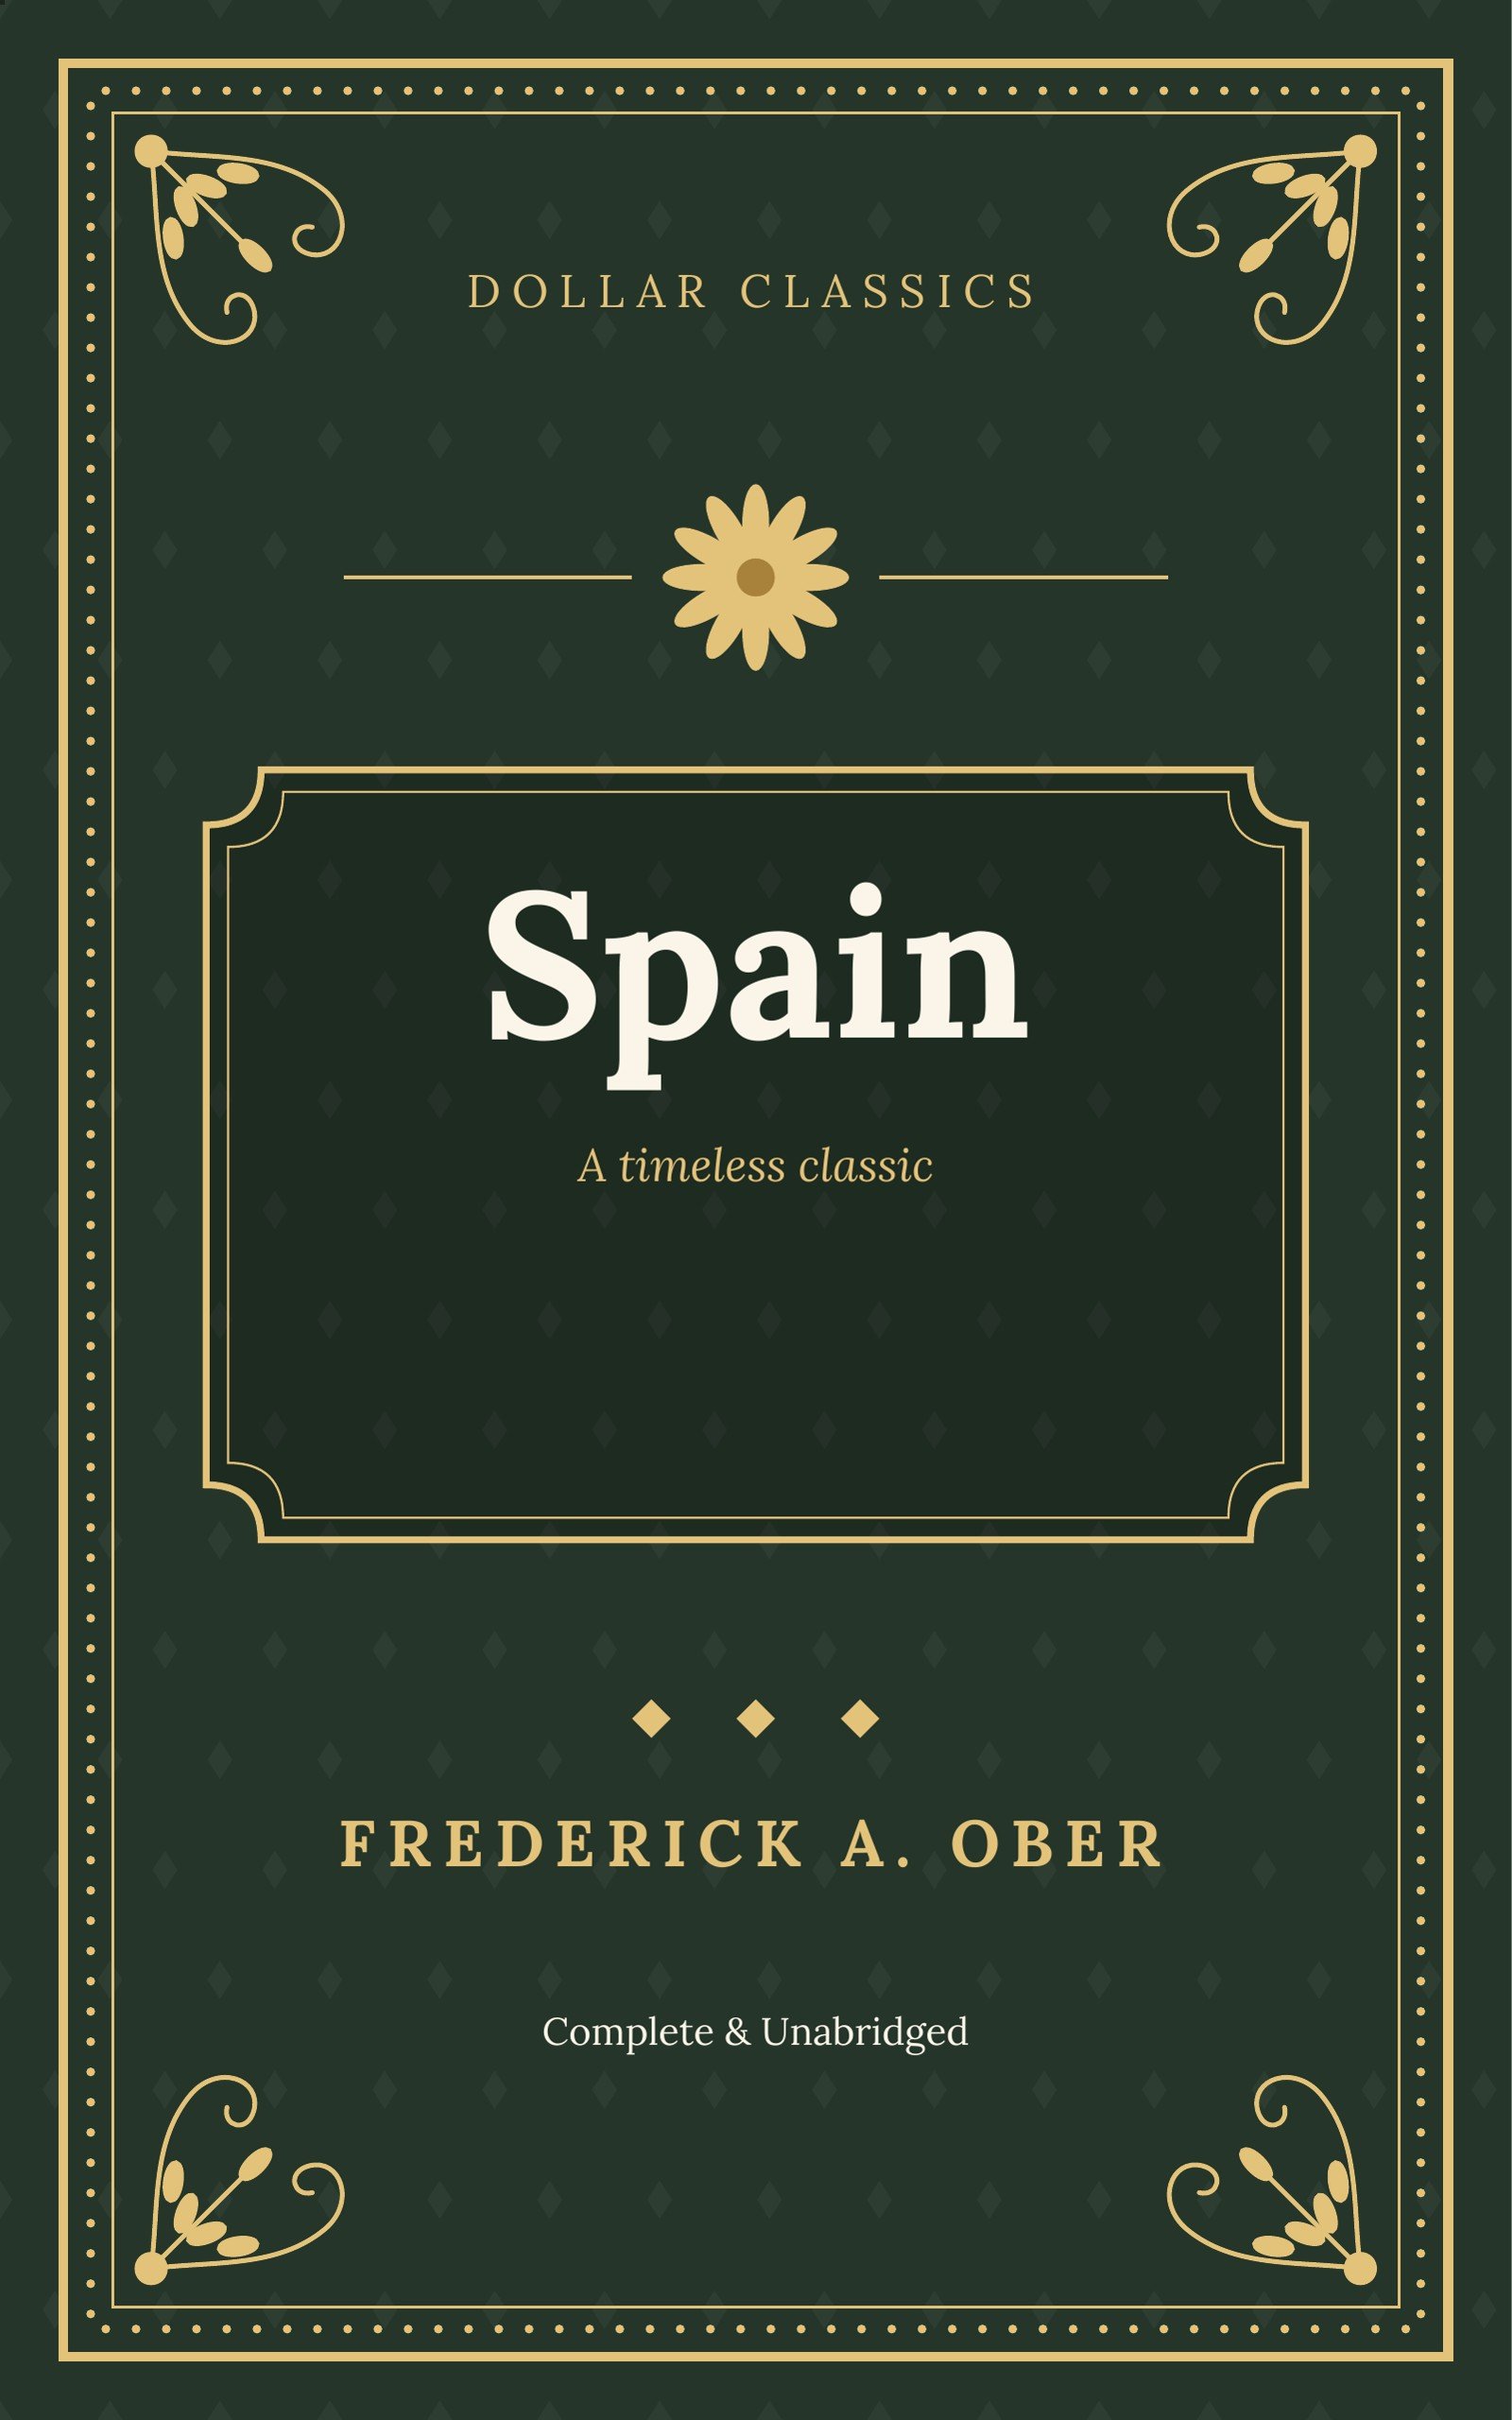 DOLLAR CLASSICS
Spain
A timeless classic
FREDERICK A. OBER
Complete & Unabridged